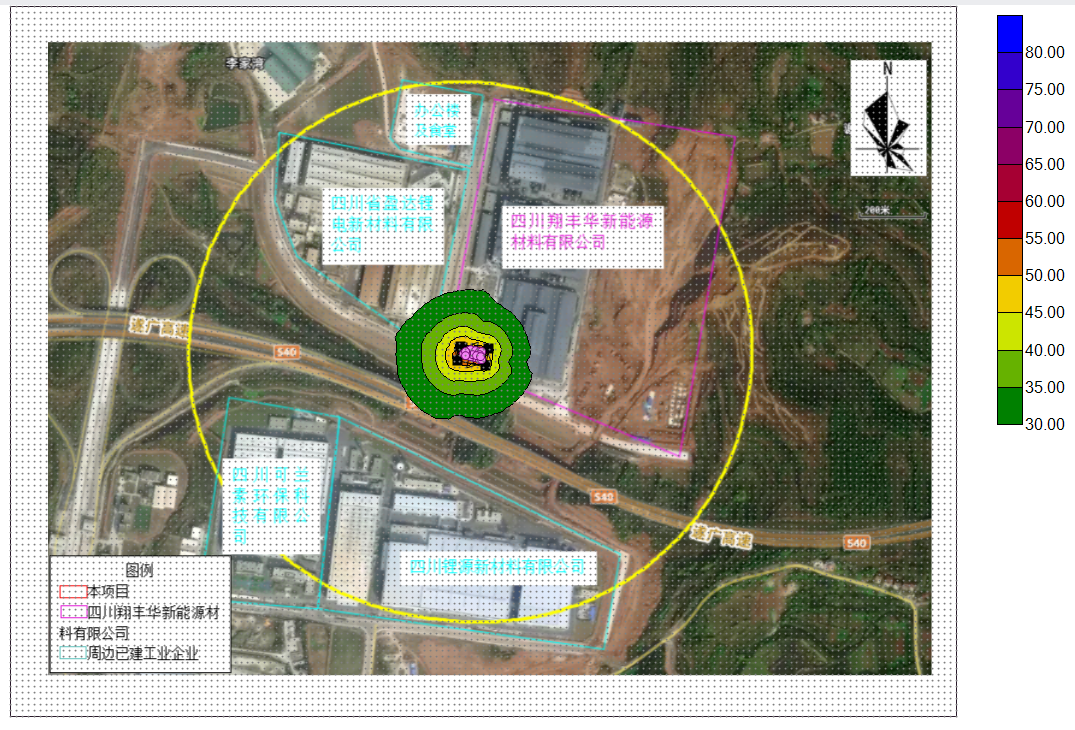 李家湾
办公楼
及食堂
N
四川省盈达锂
电新材料有限
公司
四川翔丰华新能源
材料有限公司
200米
遂广高速
S40
S40
遂广高速
S40
四川可兰
素环保科
技有限公
司
四川锂源新材料有限公司
图例
本项目
四川翔丰华新能源材
料有限公司
周边已建工业企业
80.00
75.00
70.00
65.00
60.00
55.00
50.00
45.00
40.00
35.00
30.00